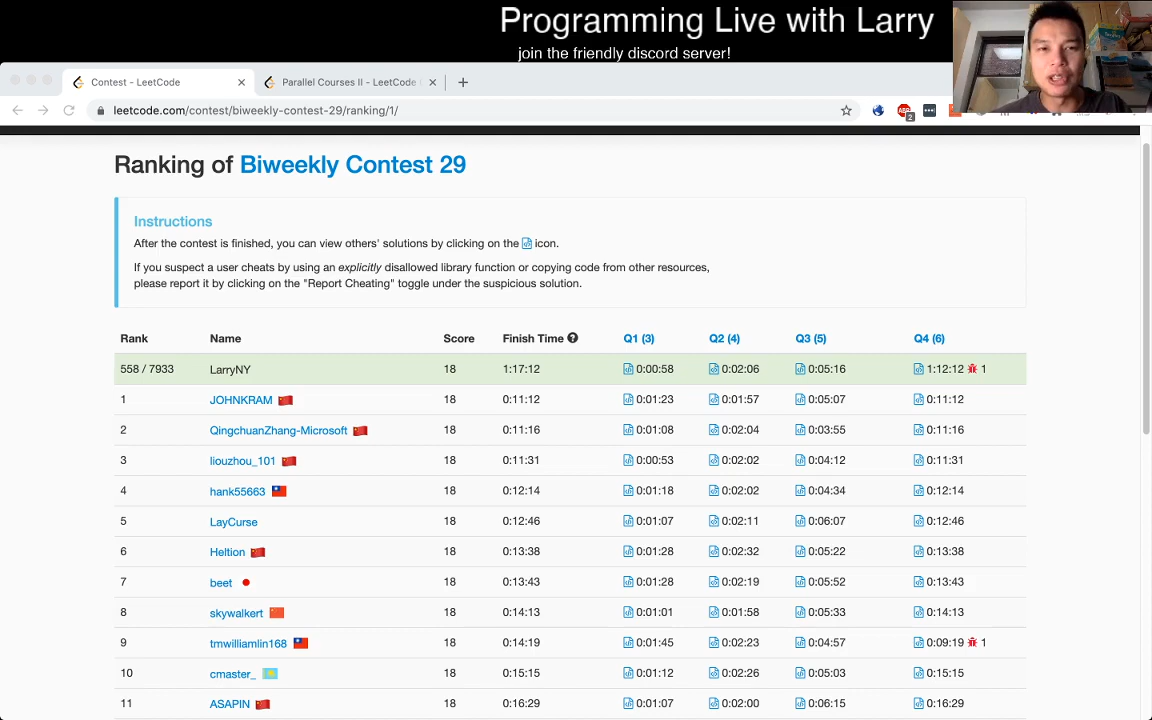 Programming Live with Larry
join the friendly discord server!
Contest - LeetCode
Parallel Courses II - LeetCode
leetcode.com/contest/biweekly-contest-29/ranking/1/
2
Ranking of Biweekly Contest 29
Instructions
After the contest is finished, you can view others' solutions by clicking on the icon.
If you suspect a user cheats by using an explicitly disallowed library function or copying code from other resources,
please report it by clicking on the "Report Cheating" toggle under the suspicious solution.
Rank Name Score Finish Time ? Q1 (3) Q2 (4) Q3 (5) Q4 (6)
558 / 7933 LarryNY 18 1:17:12 0:00:58 0:02:06 0:05:16 1:12:12 1
1 JOHNKRAM 18 0:11:12 0:01:23 0:01:57 0:05:07 0:11:12
2 QingchuanZhang-Microsoft 18 0:11:16 0:01:08 0:02:04 0:03:55 0:11:16
3 liouzhou_101 18 0:11:31 0:00:53 0:02:02 0:04:12 0:11:31
4 hank55663 18 0:12:14 0:01:18 0:02:02 0:04:34 0:12:14
5 LayCurse 18 0:12:46 0:01:07 0:02:11 0:06:07 0:12:46
6 Heltion 18 0:13:38 0:01:28 0:02:32 0:05:22 0:13:38
7 beet 18 0:13:43 0:01:28 0:02:19 0:05:52 0:13:43
8 skywalkert 18 0:14:13 0:01:01 0:01:58 0:05:33 0:14:13
9 tmwilliamlin168 18 0:14:19 0:01:45 0:02:23 0:04:57 0:09:19 1
10 cmaster_ 18 0:15:15 0:01:12 0:02:26 0:05:03 0:15:15
11 ASAPIN 18 0:16:29 0:01:07 0:02:00 0:06:15 0:16:29